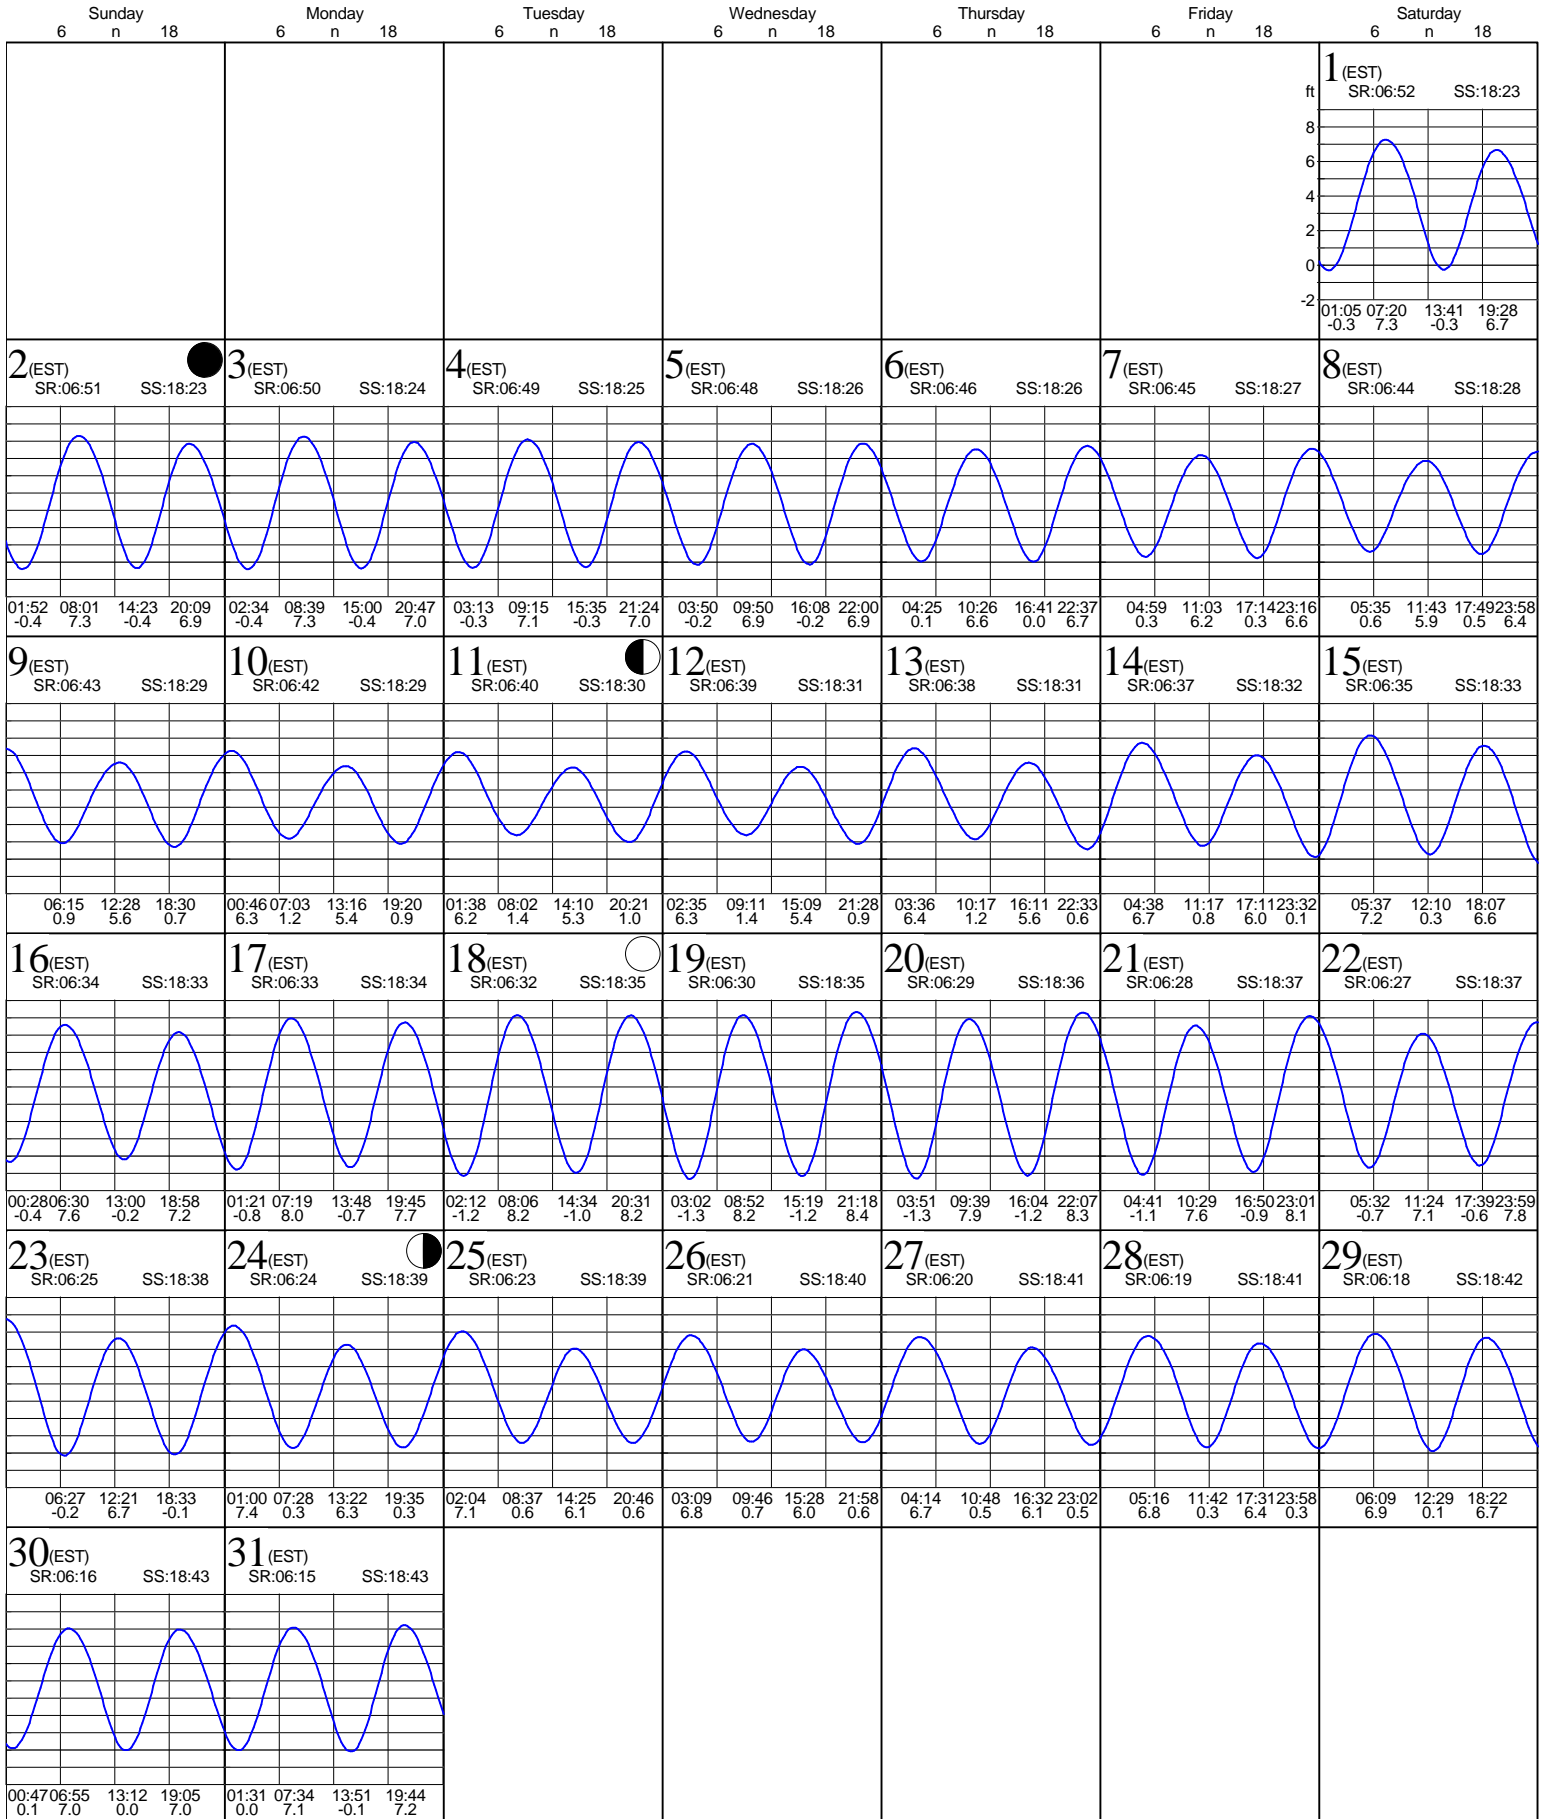 Sunday Monday Tuesday Wednesday Thursday Friday Saturday
6 n 18 6 n 18 6 n 18 6 n 18 6 n 18 6 n 18 6 n 18
1(EST)
ft SR:06:52 SS:18:23
8
6
4
2
0
-2
01:05 07:20 13:41 19:28
-0.3 7.3 -0.3 6.7
2(EST) 3(EST) 4(EST) 5(EST) 6(EST) 7(EST) 8(EST)
SR:06:51 SS:18:23 SR:06:50 SS:18:24 SR:06:49 SS:18:25 SR:06:48 SS:18:26 SR:06:46 SS:18:26 SR:06:45 SS:18:27 SR:06:44 SS:18:28
01:52 08:01 14:23 20:09 02:34 08:39 15:00 20:47 03:13 09:15 15:35 21:24 03:50 09:50 16:08 22:00 04:25 10:26 16:41 22:37 04:59 11:03 17:14 23:16 05:35 11:43 17:49 23:58
-0.4 7.3 -0.4 6.9 -0.4 7.3 -0.4 7.0 -0.3 7.1 -0.3 7.0 -0.2 6.9 -0.2 6.9 0.1 6.6 0.0 6.7 0.3 6.2 0.3 6.6 0.6 5.9 0.5 6.4
9(EST) 10(EST) 11(EST) 12(EST) 13(EST) 14(EST) 15(EST)
SR:06:43 SS:18:29 SR:06:42 SS:18:29 SR:06:40 SS:18:30 SR:06:39 SS:18:31 SR:06:38 SS:18:31 SR:06:37 SS:18:32 SR:06:35 SS:18:33
06:15 12:28 18:30 00:46 07:03 13:16 19:20 01:38 08:02 14:10 20:21 02:35 09:11 15:09 21:28 03:36 10:17 16:11 22:33 04:38 11:17 17:11 23:32 05:37 12:10 18:07
0.9 5.6 0.7 6.3 1.2 5.4 0.9 6.2 1.4 5.3 1.0 6.3 1.4 5.4 0.9 6.4 1.2 5.6 0.6 6.7 0.8 6.0 0.1 7.2 0.3 6.6
16(EST) 17(EST) 18(EST) 19(EST) 20(EST) 21(EST) 22(EST)
SR:06:34 SS:18:33 SR:06:33 SS:18:34 SR:06:32 SS:18:35 SR:06:30 SS:18:35 SR:06:29 SS:18:36 SR:06:28 SS:18:37 SR:06:27 SS:18:37
00:28 06:30 13:00 18:58 01:21 07:19 13:48 19:45 02:12 08:06 14:34 20:31 03:02 08:52 15:19 21:18 03:51 09:39 16:04 22:07 04:41 10:29 16:50 23:01 05:32 11:24 17:39 23:59
-0.4 7.6 -0.2 7.2 -0.8 8.0 -0.7 7.7 -1.2 8.2 -1.0 8.2 -1.3 8.2 -1.2 8.4 -1.3 7.9 -1.2 8.3 -1.1 7.6 -0.9 8.1 -0.7 7.1 -0.6 7.8
23(EST) 24(EST) 25(EST) 26(EST) 27(EST) 28(EST) 29(EST)
SR:06:25 SS:18:38 SR:06:24 SS:18:39 SR:06:23 SS:18:39 SR:06:21 SS:18:40 SR:06:20 SS:18:41 SR:06:19 SS:18:41 SR:06:18 SS:18:42
06:27 12:21 18:33 01:00 07:28 13:22 19:35 02:04 08:37 14:25 20:46 03:09 09:46 15:28 21:58 04:14 10:48 16:32 23:02 05:16 11:42 17:31 23:58 06:09 12:29 18:22
-0.2 6.7 -0.1 7.4 0.3 6.3 0.3 7.1 0.6 6.1 0.6 6.8 0.7 6.0 0.6 6.7 0.5 6.1 0.5 6.8 0.3 6.4 0.3 6.9 0.1 6.7
30(EST) 31(EST)
SR:06:16 SS:18:43 SR:06:15 SS:18:43
00:47 06:55 13:12 19:05 01:31 07:34 13:51 19:44
0.1 7.0 0.0 7.0 0.0 7.1 -0.1 7.2